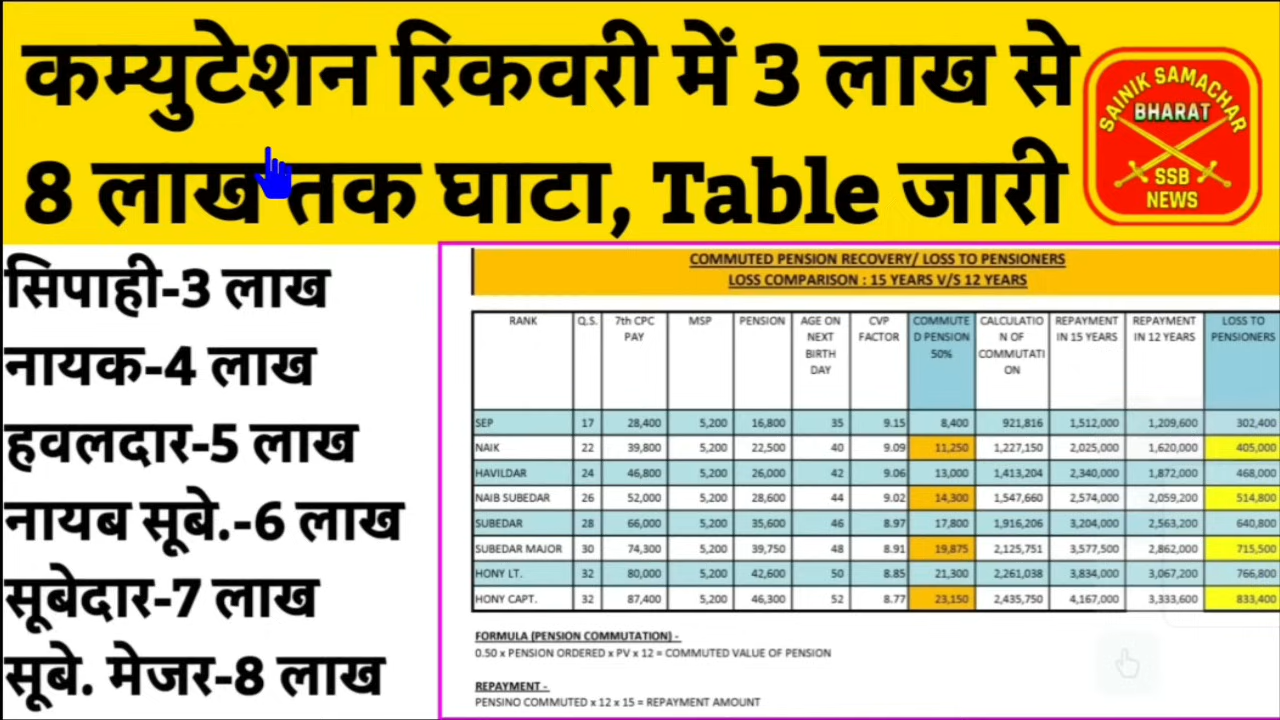 कम्युटेशन रिकवरी में 3 लाख से
8 लाख तक घाटा, Table जारी
SAINIK SAMACHAR
BHARAT
SSB
NEWS
सिपाही-3 लाख
नायक-4 लाख
हवलदार-5 लाख
नायब सूबे.-6 लाख
सूबेदार-7 लाख
सूबे. मेजर-8 लाख
COMMUTED PENSION RECOVERY/ LOSS TO PENSIONERS
LOSS COMPARISON : 15 YEARS V/S 12 YEARS
RANK Q.S. 7th CPC PAY MSP PENSION AGE ON NEXT BIRTH DAY CVP FACTOR COMMUTE D PENSION 50% CALCULATIO N OF COMMUTATI ON REPAYMENT IN 15 YEARS REPAYMENT IN 12 YEARS LOSS TO PENSIONERS
SEP 17 28,400 5,200 16,800 35 9.15 8,400 921,816 1,512,000 1,209,600 302,400
NAIK 22 39,800 5,200 22,500 40 9.09 11,250 1,227,150 2,025,000 1,620,000 405,000
HAVILDAR 24 46,800 5,200 26,000 42 9.06 13,000 1,413,204 2,340,000 1,872,000 468,000
NAIB SUBEDAR 26 52,000 5,200 28,600 44 9.02 14,300 1,547,660 2,574,000 2,059,200 514,800
SUBEDAR 28 66,000 5,200 35,600 46 8.97 17,800 1,916,206 3,204,000 2,563,200 640,800
SUBEDAR MAJOR 30 74,300 5,200 39,750 48 8.91 19,875 2,125,751 3,577,500 2,862,000 715,500
HONY LT. 32 80,000 5,200 42,600 50 8.85 21,300 2,261,038 3,834,000 3,067,200 766,800
HONY CAPT. 32 87,400 5,200 46,300 52 8.77 23,150 2,435,750 4,167,000 3,333,600 833,400
FORMULA (PENSION COMMUTATION) -
0.50 x PENSION ORDERED x PV x 12 = COMMUTED VALUE OF PENSION
REPAYMENT -
PENSINO COMMUTED x 12 x 15 = REPAYMENT AMOUNT